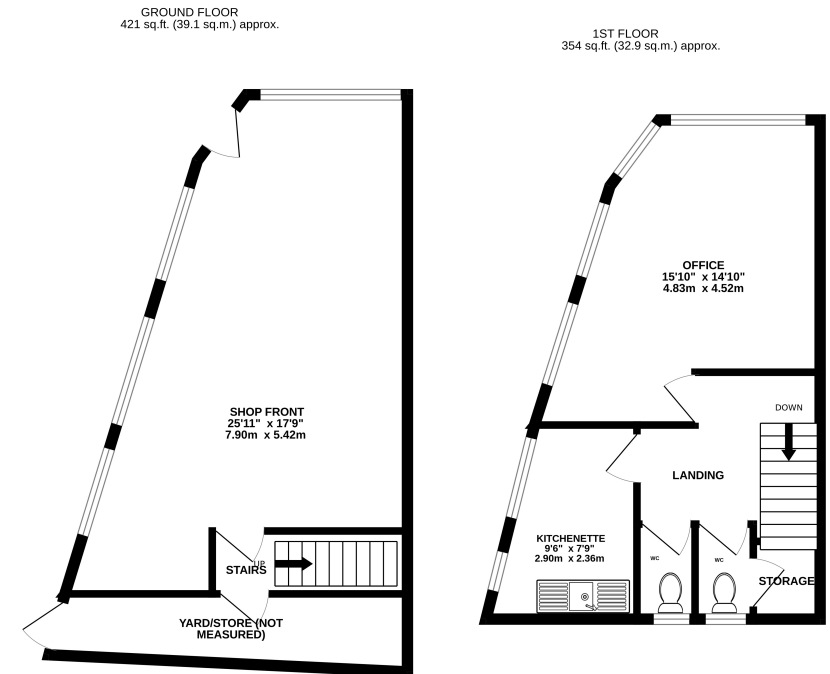 GROUND FLOOR
421 sq.ft. (39.1 sq.m.) approx.
1ST FLOOR
354 sq.ft. (32.9 sq.m.) approx.
SHOP FRONT
25'11" x 17'9"
7.90m x 5.42m
UP
STAIRS
YARD/STORE (NOT
MEASURED)
OFFICE
15'10" x 14'10"
4.83m x 4.52m
DOWN
LANDING
KITCHENETTE
9'6" x 7'9"
2.90m x 2.36m
WC
WC
STORAGE